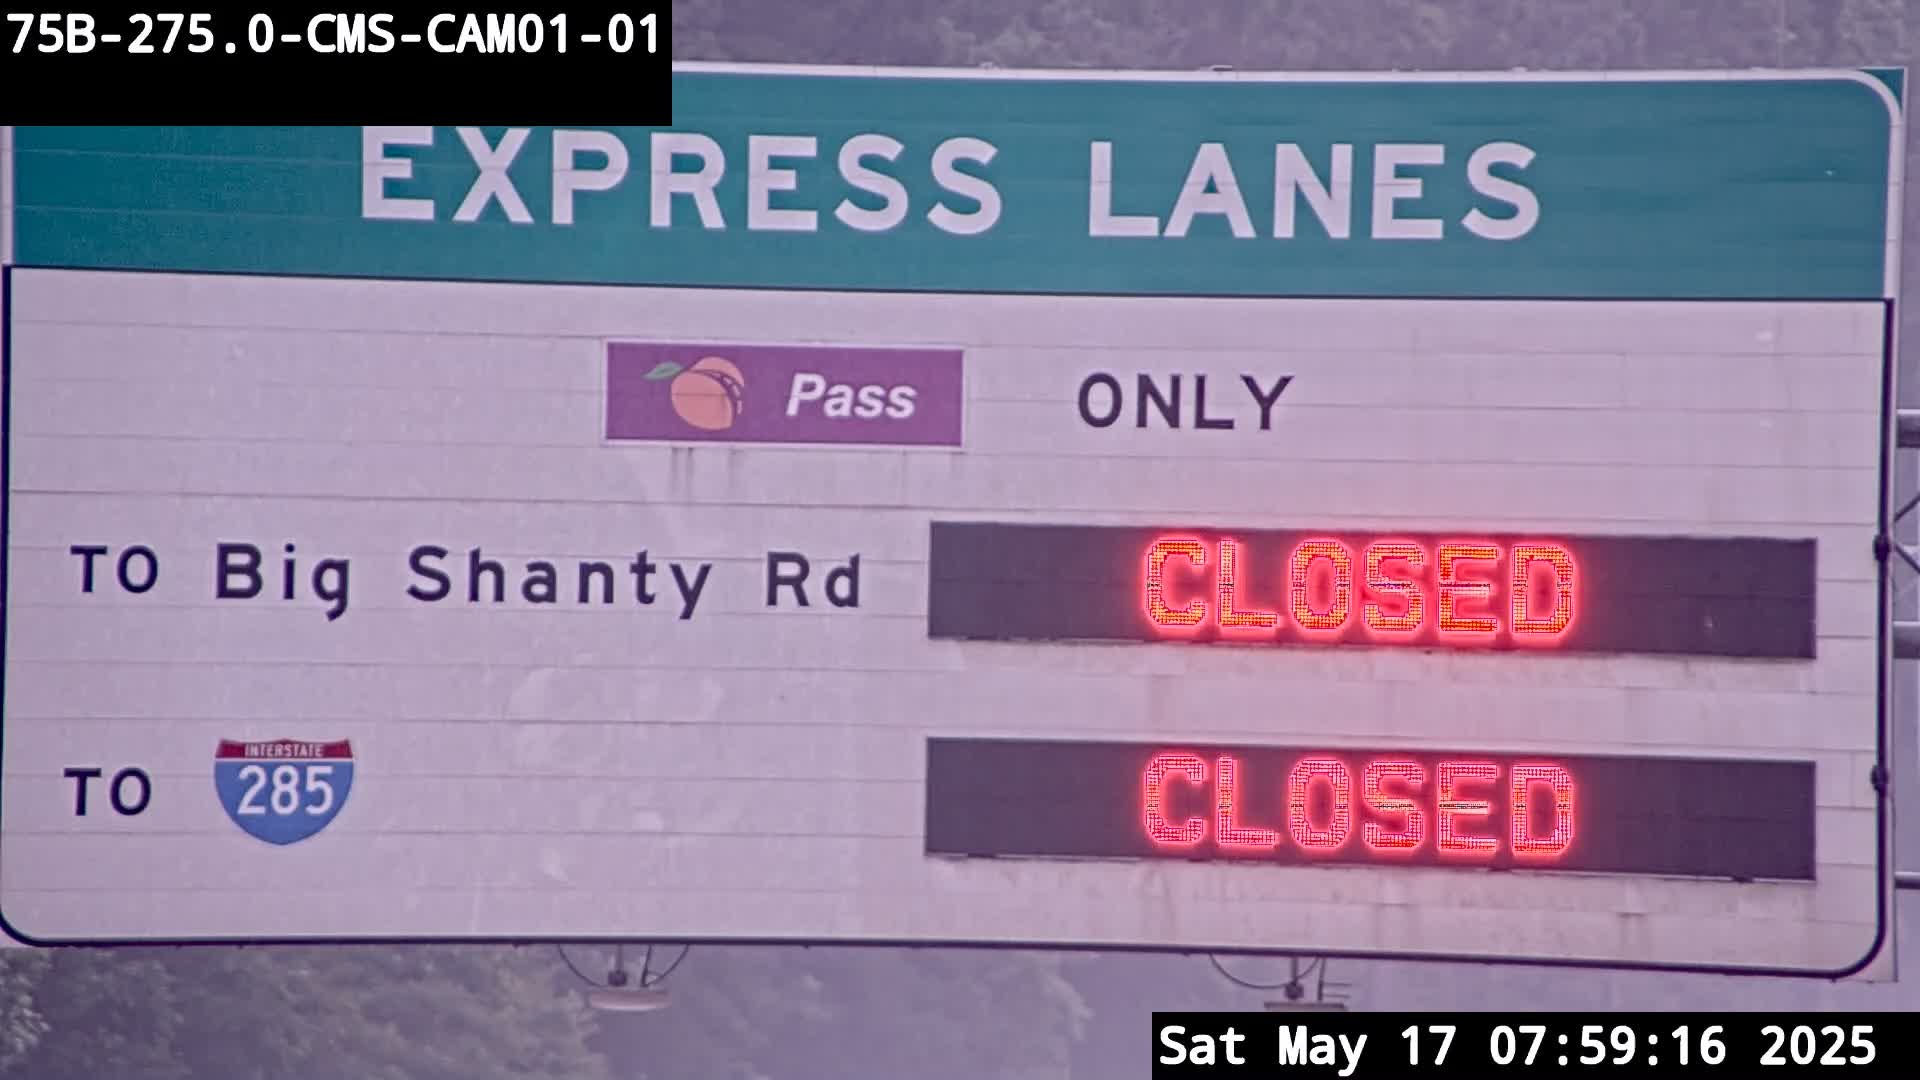 75B-275.0-CMS-CAM01-01
EXPRESS LANES
Pass ONLY
TO Big Shanty Rd CLOSED
INTERSTATE
TO 285 CLOSED
Sat May 17 07:59:16 2025